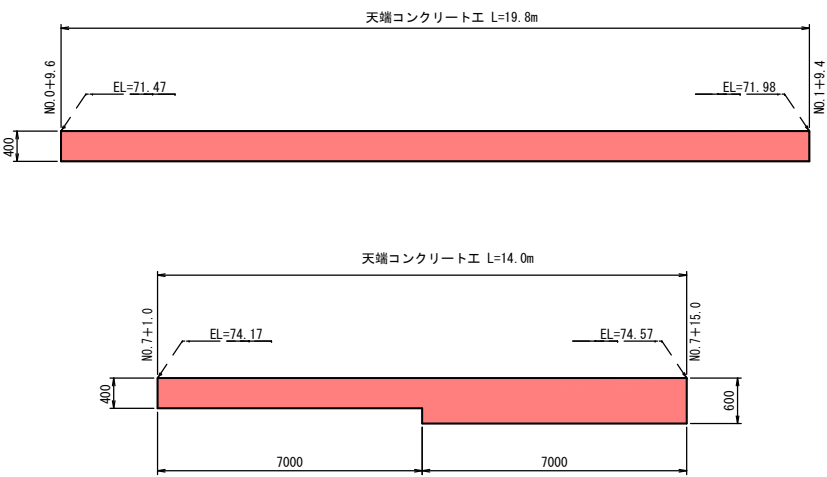 天端コンクリート工 L=19.8m
NO.0+9.6
EL=71.47
EL=71.98
NO.1+9.4
400
天端コンクリート工 L=14.0m
NO.7+1.0
EL=74.17
EL=74.57
NO.7+15.0
400
600
7000
7000